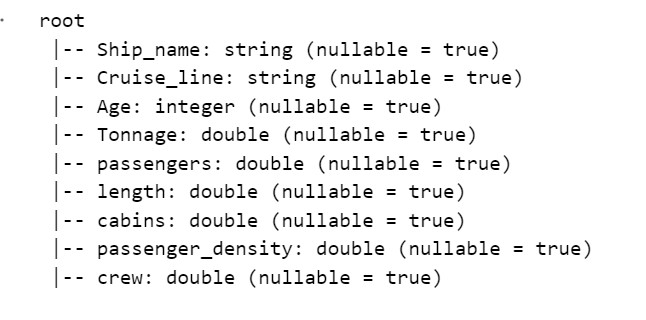 root
 |-- Ship_name: string (nullable = true)
 |-- Cruise_line: string (nullable = true)
 |-- Age: integer (nullable = true)
 |-- Tonnage: double (nullable = true)
 |-- passengers: double (nullable = true)
 |-- length: double (nullable = true)
 |-- cabins: double (nullable = true)
 |-- passenger_density: double (nullable = true)
 |-- crew: double (nullable = true)